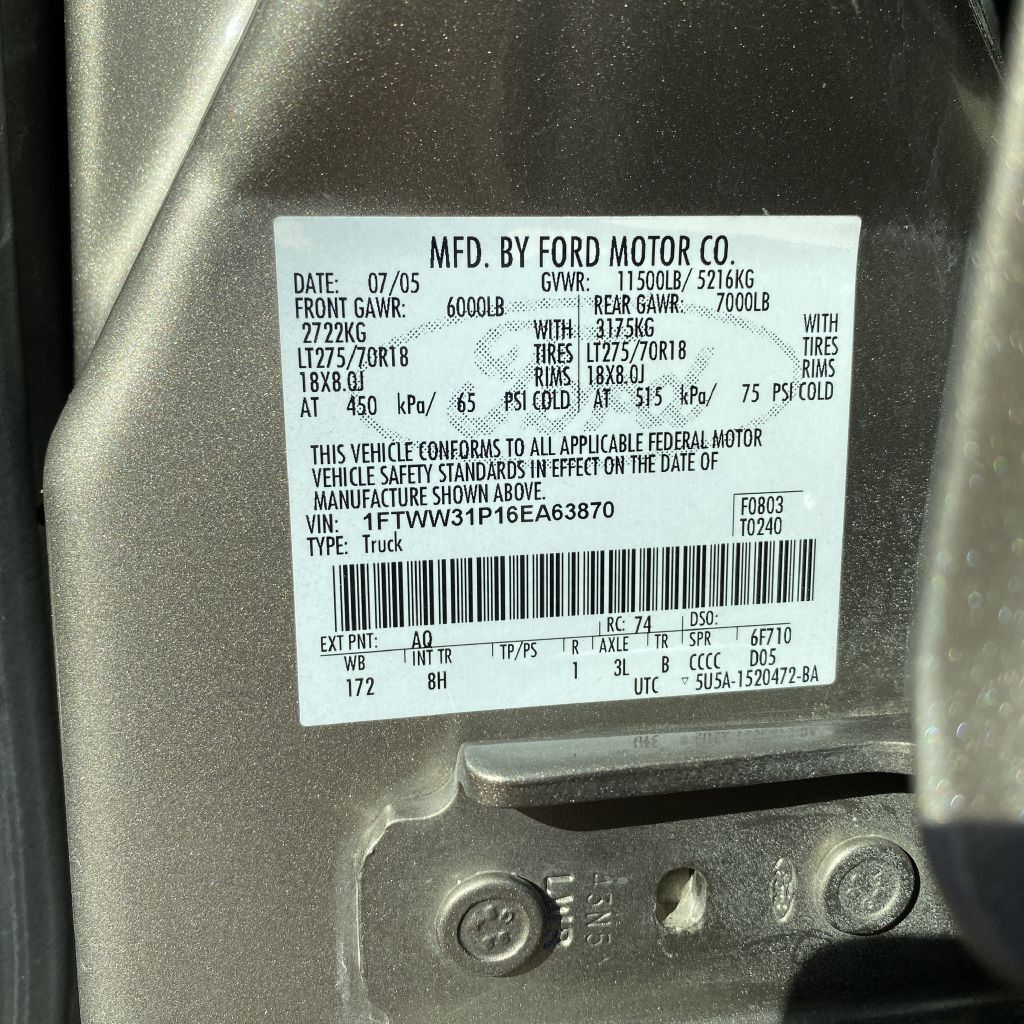 MFD. BY FORD MOTOR CO.
DATE: 07/05 GVWR: 11500LB/ 5216KG
FRONT GAWR: 6000LB REAR GAWR: 7000LB
2722KG WITH 3175KG WITH
LT275/70R18 TIRES LT275/70R18 TIRES
18X8.0J RIMS 18X8.0J RIMS
AT 450 kPa/ 65 PSI COLD AT 515 kPa/ 75 PSI COLD
THIS VEHICLE CONFORMS TO ALL APPLICABLE FEDERAL MOTOR
VEHICLE SAFETY STANDARDS IN EFFECT ON THE DATE OF
MANUFACTURE SHOWN ABOVE.
VIN: 1FTWW31P16EA63870 F0803
TYPE: Truck T0240
EXT PNT: AQ RC: 74 DSO:
WB INT TR TP/PS R AXLE TR SPR 6F710
172 8H 1 3L B CCCC D05
UTC ▽ 5U5A-1520472-BA